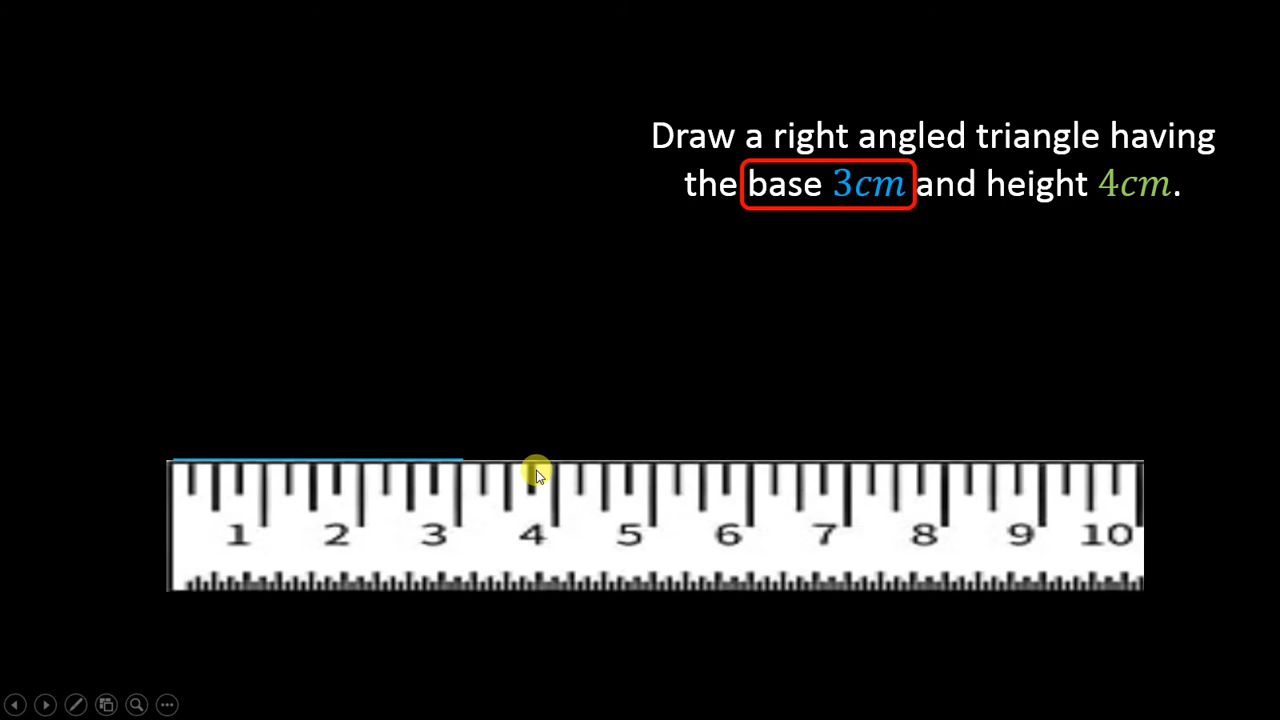 Draw a right angled triangle having
the base 3cm and height 4cm.
1 2 3 4 5 6 7 8 9 10